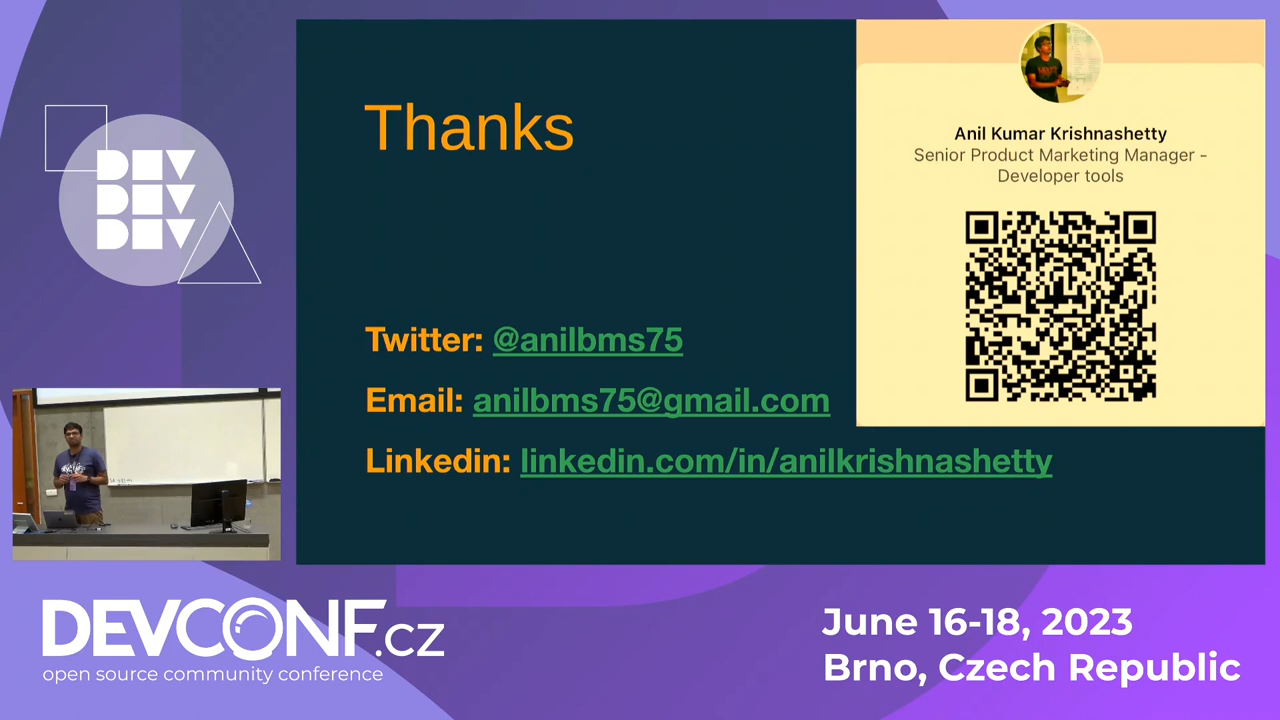 DEV
DEV
DEV
Thanks
Twitter: @anilbms75
Email: anilbms75@gmail.com
Linkedin: linkedin.com/in/anilkrishnashetty
Anil Kumar Krishnashetty
Senior Product Marketing Manager -
Developer tools
DEVCONF.cz
open source community conference
June 16-18, 2023
Brno, Czech Republic